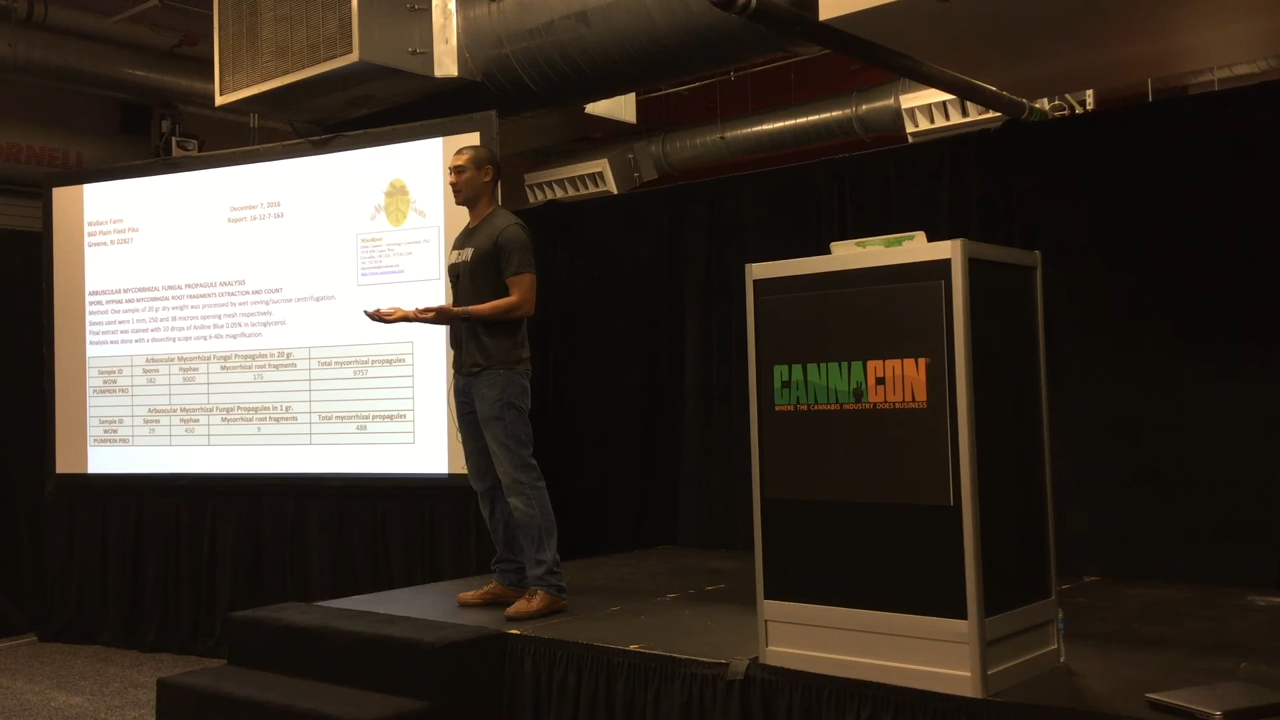 ORNELL
December 7, 2016
Report: 16-12-7-163
Wallace Farm
860 Plain Field Pike
Greene, RI 02827
ARBUSCULAR MYCORRHIZAL FUNGAL PROPAGULE ANALYSIS
SPORE, HYPHAE AND MYCORRHIZAL ROOT FRAGMENTS EXTRACTION AND COUNT
Method: One sample of 20 gr dry weight was processed by wet sieving/sucrose centrifugation.
Sieves used were 1 mm, 250 and 38 microns opening mesh respectively.
Final extract was stained with 10 drops of Aniline Blue 0.05% in lactoglycerol.
Analysis was done with a dissecting scope using 6-40x magnification.
Arbuscular Mycorrhizal Fungal Propagules in 20 gr.
Sample ID Spores Hyphae Mycorrhizal root fragments Total mycorrhizal propagules
WOW 582 9000 175 9757
PUMPKIN PRO
Arbuscular Mycorrhizal Fungal Propagules in 1 gr.
Sample ID Spores Hyphae Mycorrhizal root fragments Total mycorrhizal propagules
WOW 29 450 9 488
PUMPKIN PRO
CANNACON
WHERE THE CANNABIS INDUSTRY DOES BUSINESS